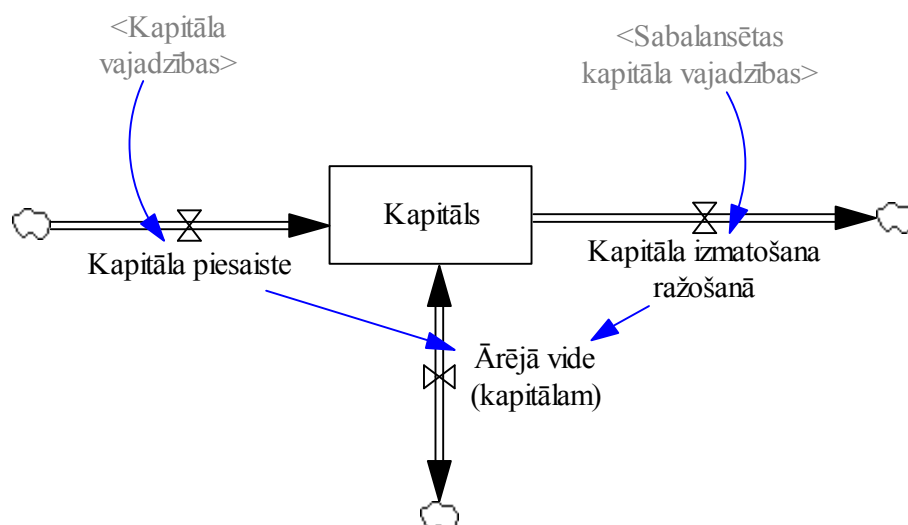 <Kapitāla
vajadzības>
<Sabalansētas
kapitāla vajadzības>
Kapitāls
Kapitāla piesaiste
Kapitāla izmatošana
ražošanā
Ārējā vide
(kapitālam)